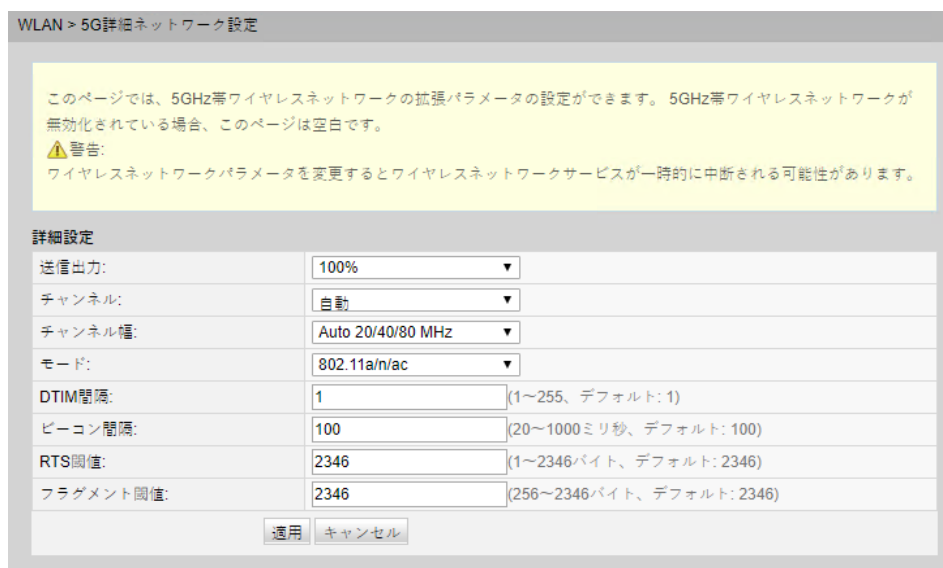 WLAN > 5G詳細ネットワーク設定
このページでは、5GHz帯ワイヤレスネットワークの拡張パラメータの設定ができます。 5GHz帯ワイヤレスネットワークが
無効化されている場合、このページは空白です。
警告:
ワイヤレスネットワークパラメータを変更するとワイヤレスネットワークサービスが一時的に中断される可能性があります。
詳細設定
送信出力: 100%
チャンネル: 自動
チャンネル幅: Auto 20/40/80 MHz
モード: 802.11a/n/ac
DTIM間隔: 1 (1～255、デフォルト: 1)
ビーコン間隔: 100 (20～1000ミリ秒、デフォルト: 100)
RTS閾値: 2346 (1～2346バイト、デフォルト: 2346)
フラグメント閾値: 2346 (256～2346バイト、デフォルト: 2346)
適用 キャンセル